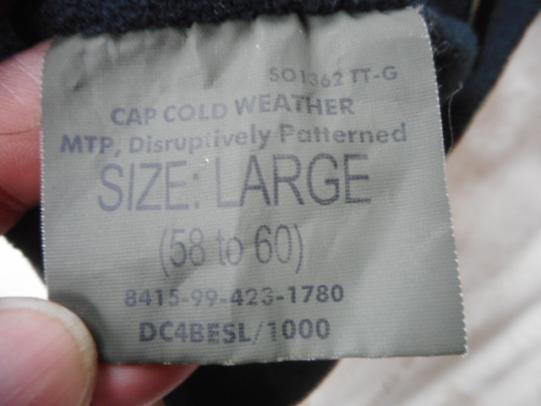 SO1362 TT-G
CAP COLD WEATHER
MTP, Disruptively Patterned
SIZE: LARGE
(58 to 60)
8415-99-423-1780
DC4BESL/1000